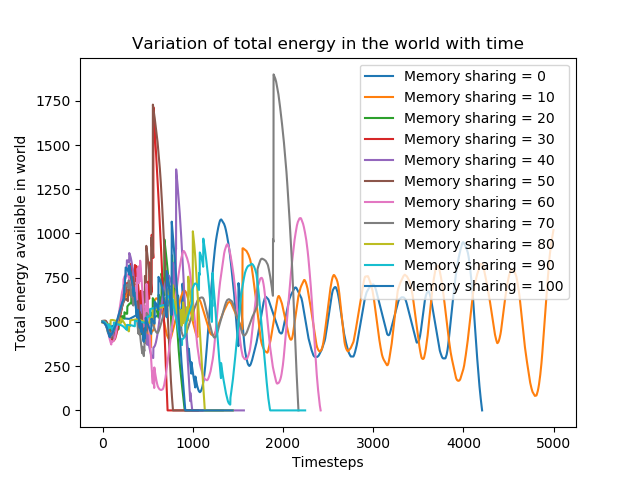 Variation of total energy in the world with time
Total energy available in world
1750
1500
1250
1000
750
500
250
0
Memory sharing = 0
Memory sharing = 10
Memory sharing = 20
Memory sharing = 30
Memory sharing = 40
Memory sharing = 50
Memory sharing = 60
Memory sharing = 70
Memory sharing = 80
Memory sharing = 90
Memory sharing = 100
0 1000 2000 3000 4000 5000
Timesteps